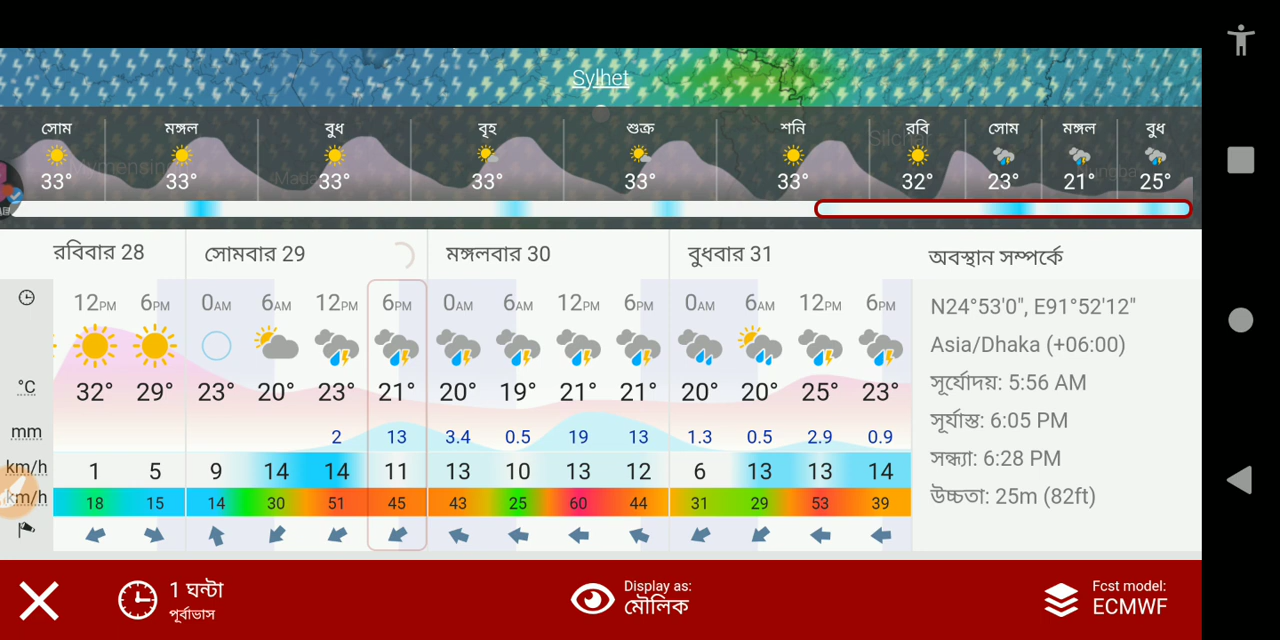 Sylhet
সোম মঙ্গল বুধ বৃহ শুক্র শনি রবি সোম মঙ্গল বুধ
33° 33° 33° 33° 33° 33° 32° 23° 21° 25°
রবিবার 28 সোমবার 29 মঙ্গলবার 30 বুধবার 31 অবস্থান সম্পর্কে
12PM 6PM 0AM 6AM 12PM 6PM 0AM 6AM 12PM 6PM 0AM 6AM 12PM 6PM
°C 32° 29° 23° 20° 23° 21° 20° 19° 21° 21° 20° 20° 25° 23°
mm 2 13 3.4 0.5 19 13 1.3 0.5 2.9 0.9
km/h 1 5 9 14 14 11 13 10 13 12 6 13 13 14
km/h 18 15 14 30 51 45 43 25 60 44 31 29 53 39
N24°53'0", E91°52'12"
Asia/Dhaka (+06:00)
সূর্যোদয়: 5:56 AM
সূর্যাস্ত: 6:05 PM
সন্ধ্যা: 6:28 PM
উচ্চতা: 25m (82ft)
1 ঘন্টা
পূর্বাভাস
Display as:
মৌলিক
Fcst model:
ECMWF